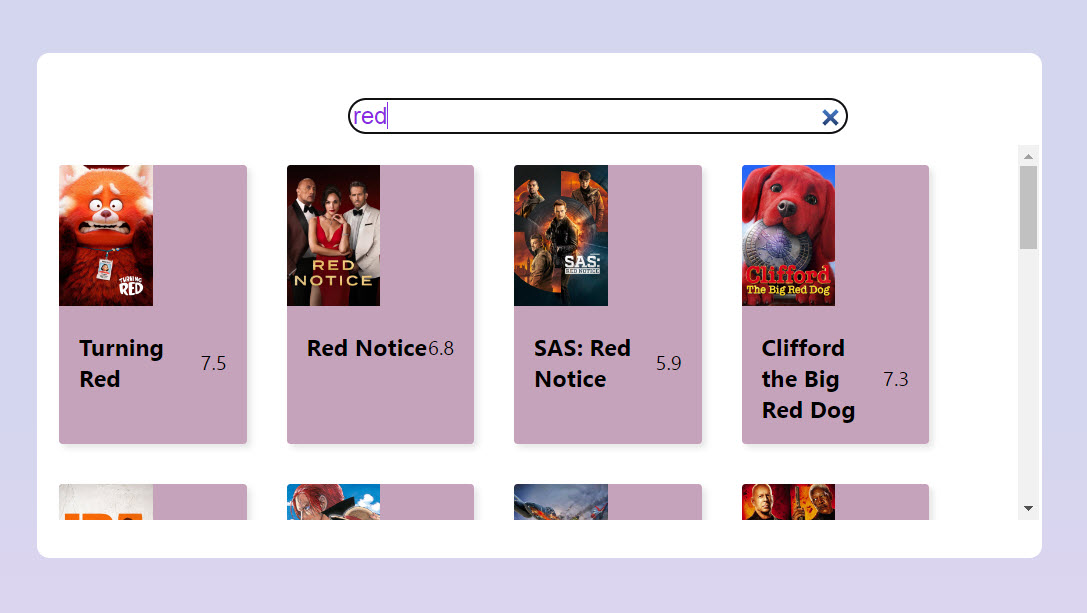 red
TURNING
RED
RED
NOTICE
SAS:
RED NOTICE
Clifford
The Big Red Dog
Turning
Red
7.5
Red Notice
6.8
SAS: Red
Notice
5.9
Clifford
the Big
Red Dog
7.3